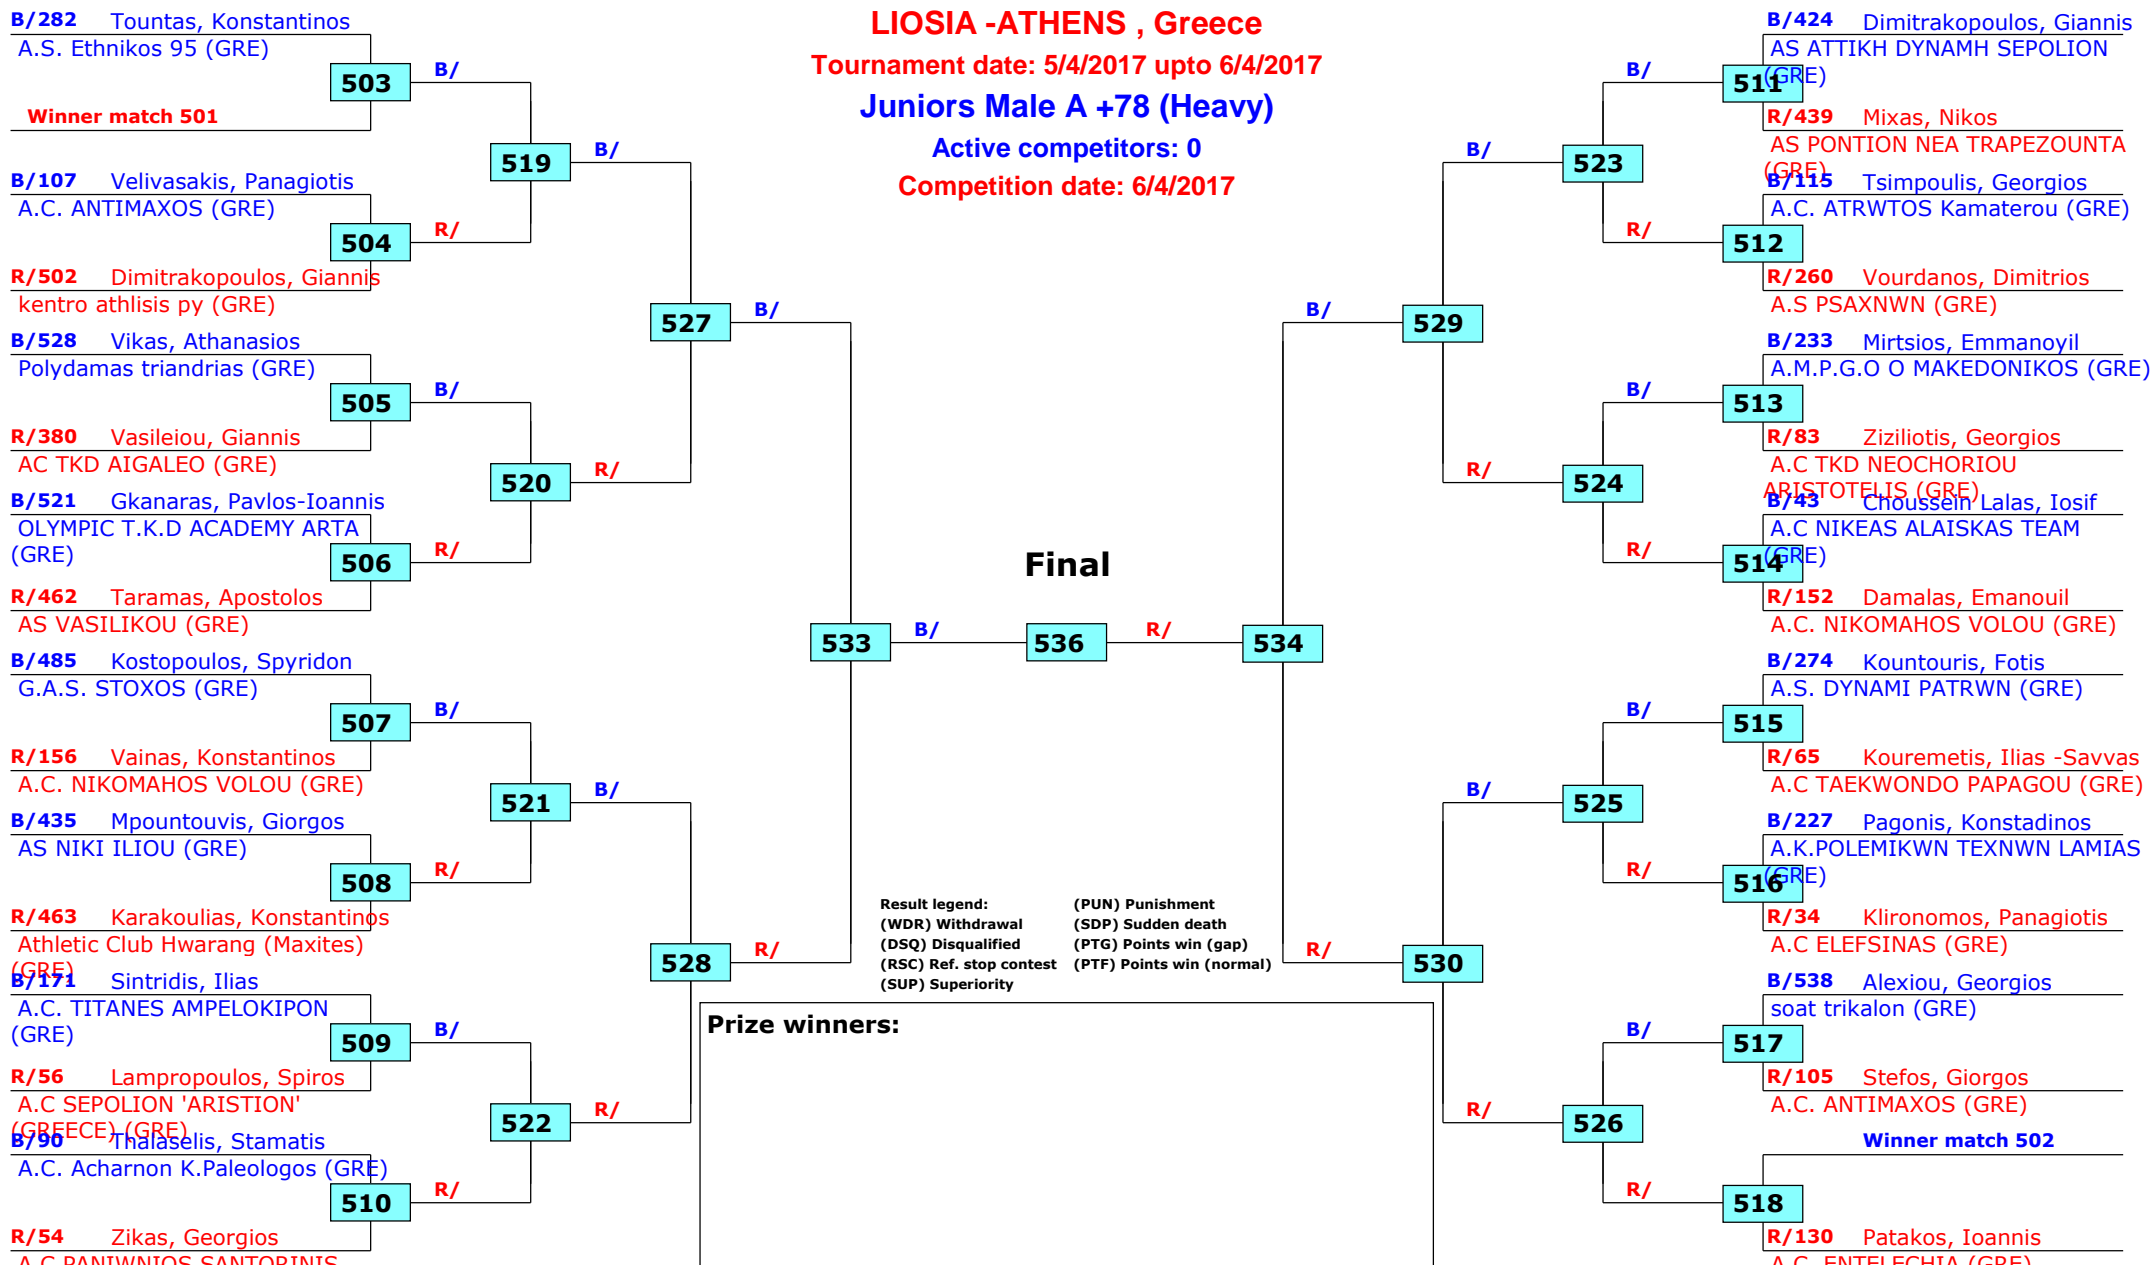 LIOSIA -ATHENS , Greece
Tournament date: 5/4/2017 upto 6/4/2017
Juniors Male A +78 (Heavy)
Active competitors: 0
Competition date: 6/4/2017
B/282 Tountas, Konstantinos
A.S. Ethnikos 95 (GRE)
503
B/
Winner match 501
519
B/
B/107 Velivasakis, Panagiotis
A.C. ANTIMAXOS (GRE)
504
R/
R/502 Dimitrakopoulos, Giannis
kentro athlisis py (GRE)
527
B/
B/528 Vikas, Athanasios
Polydamas triandrias (GRE)
505
B/
R/380 Vasileiou, Giannis
AC TKD AIGALEO (GRE)
520
R/
B/521 Gkanaras, Pavlos-Ioannis
OLYMPIC T.K.D ACADEMY ARTA
(GRE)
506
R/
R/462 Taramas, Apostolos
AS VASILIKOU (GRE)
533
B/
B/485 Kostopoulos, Spyridon
G.A.S. STOXOS (GRE)
507
B/
R/156 Vainas, Konstantinos
A.C. NIKOMAHOS VOLOU (GRE)
521
B/
B/435 Mpountouvis, Giorgos
AS NIKI ILIOU (GRE)
508
R/
R/463 Karakoulias, Konstantinos
Athletic Club Hwarang (Maxites)
(GRE)
528
R/
B/171 Sintridis, Ilias
A.C. TITANES AMPELOKIPON
(GRE)
509
B/
R/56 Lampropoulos, Spiros
A.C SEPOLION 'ARISTION'
(GREECE) (GRE)
522
R/
B/90 Thalaselis, Stamatis
A.C. Acharnon K.Paleologos (GRE)
510
R/
R/54 Zikas, Georgios
A.C PANIWNIOS SANTORINIS
Final
536
R/
534
Result legend:
(WDR) Withdrawal
(DSQ) Disqualified
(RSC) Ref. stop contest
(SUP) Superiority
(PUN) Punishment
(SDP) Sudden death
(PTG) Points win (gap)
(PTF) Points win (normal)
Prize winners:
B/424 Dimitrakopoulos, Giannis
AS ATTIKH DYNAMH SEPOLION
(GRE)
B/
511
R/439 Mixas, Nikos
AS PONTION NEA TRAPEZOUNTA
(GRE)
B/
523
B/115 Tsimpoulis, Georgios
A.C. ATRWTOS Kamaterou (GRE)
R/
512
R/260 Vourdanos, Dimitrios
A.S PSAXNWN (GRE)
B/
529
B/233 Mirtsios, Emmanoyil
A.M.P.G.O O MAKEDONIKOS (GRE)
B/
513
R/83 Ziziliotis, Georgios
A.C TKD NEOCHORIOU
ARISTOTELIS (GRE)
R/
524
B/43 Choussein Lalas, Iosif
A.C NIKEAS ALAISKAS TEAM
(GRE)
R/
514
R/152 Damalas, Emanouil
A.C. NIKOMAHOS VOLOU (GRE)
B/274 Kountouris, Fotis
A.S. DYNAMI PATRWN (GRE)
B/
515
R/65 Kouremetis, Ilias -Savvas
A.C TAEKWONDO PAPAGOU (GRE)
B/
525
B/227 Pagonis, Konstadinos
A.K.POLEMIKWN TEXNWN LAMIAS
(GRE)
R/
516
R/34 Klironomos, Panagiotis
A.C ELEFSINAS (GRE)
R/
530
B/538 Alexiou, Georgios
soat trikalon (GRE)
B/
517
R/105 Stefos, Giorgos
A.C. ANTIMAXOS (GRE)
R/
526
Winner match 502
R/
518
R/130 Patakos, Ioannis
A.C. ENTELECHIA (GRE)